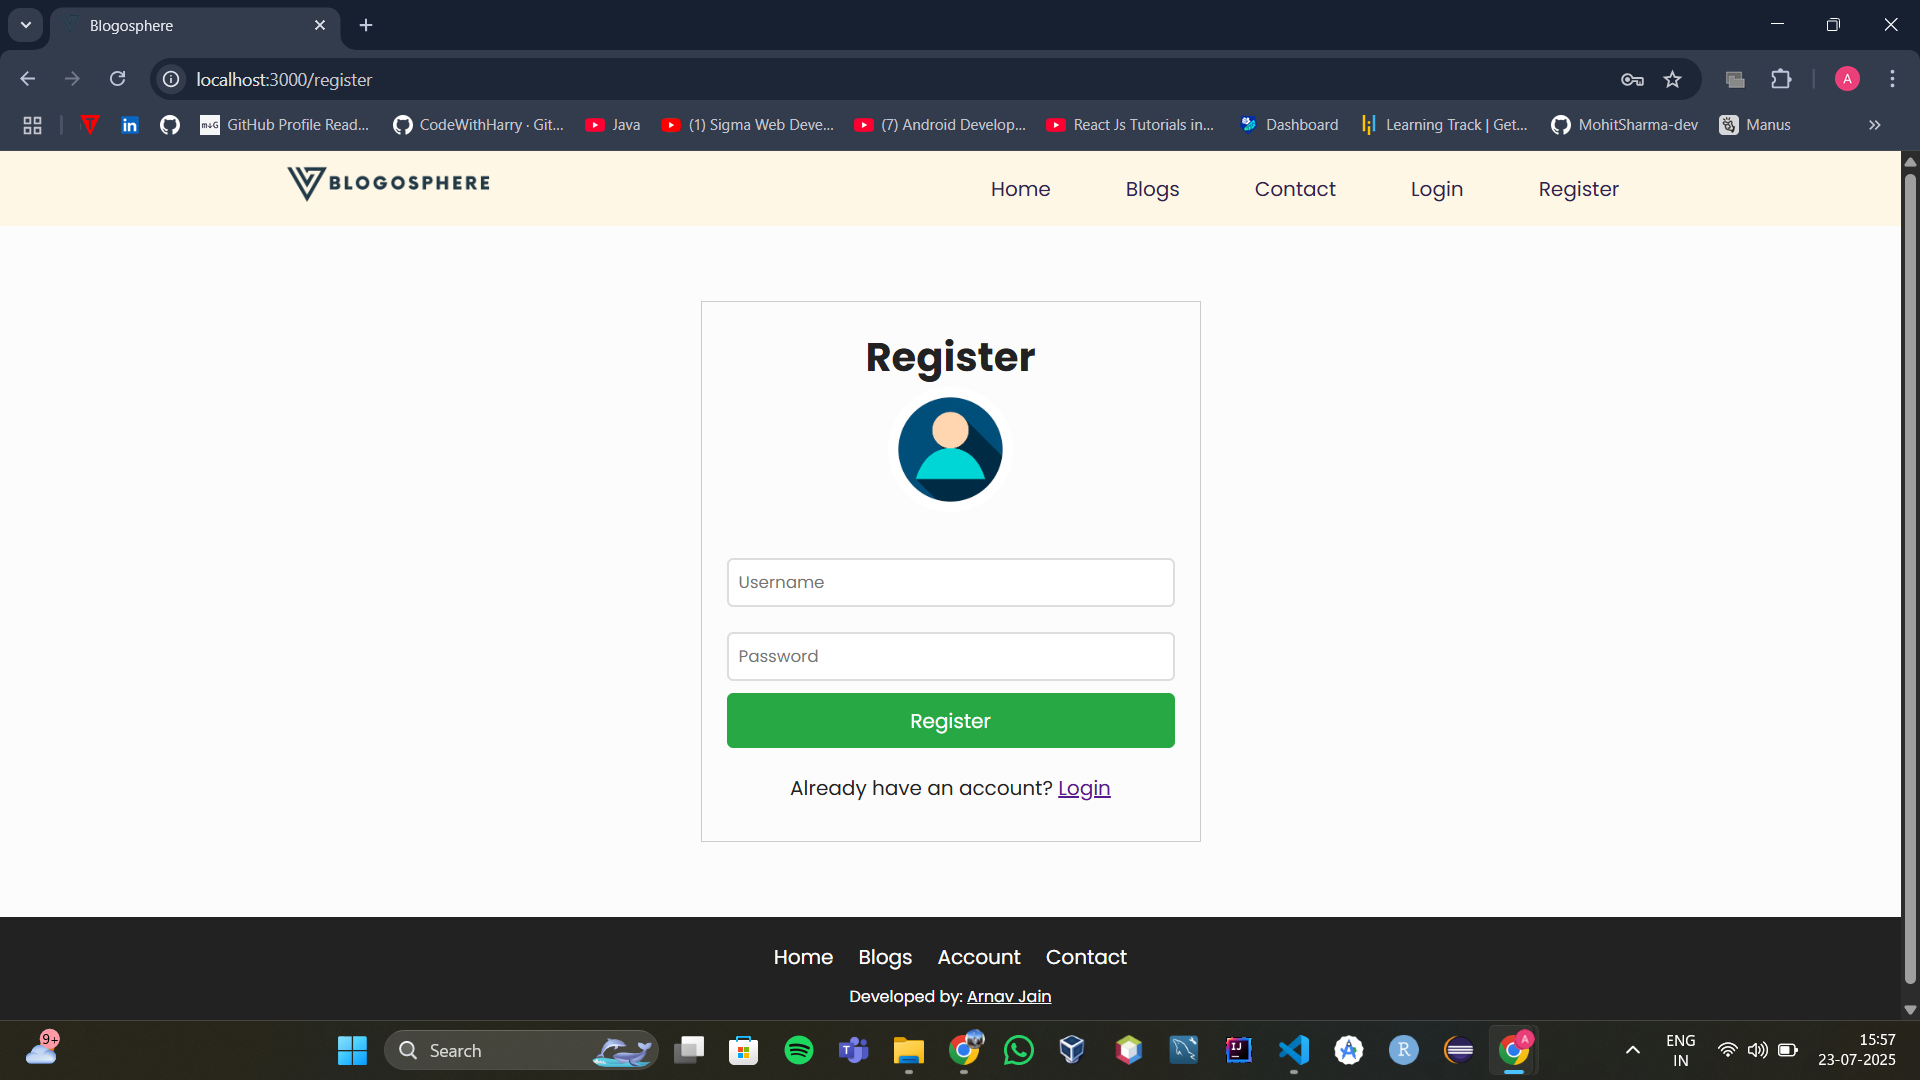 Blogosphere
localhost:3000/register
A
GitHub Profile Read...
CodeWithHarry · Git...
Java
(1) Sigma Web Deve...
(7) Android Develop...
React Js Tutorials in...
Dashboard
Learning Track | Get...
MohitSharma-dev
Manus
BLOGOSPHERE
Home
Blogs
Contact
Login
Register
Register
Username
Password
Register
Already have an account? Login
Home Blogs Account Contact
Developed by: Arnav Jain
9+
Search
ENG
IN
15:57
23-07-2025